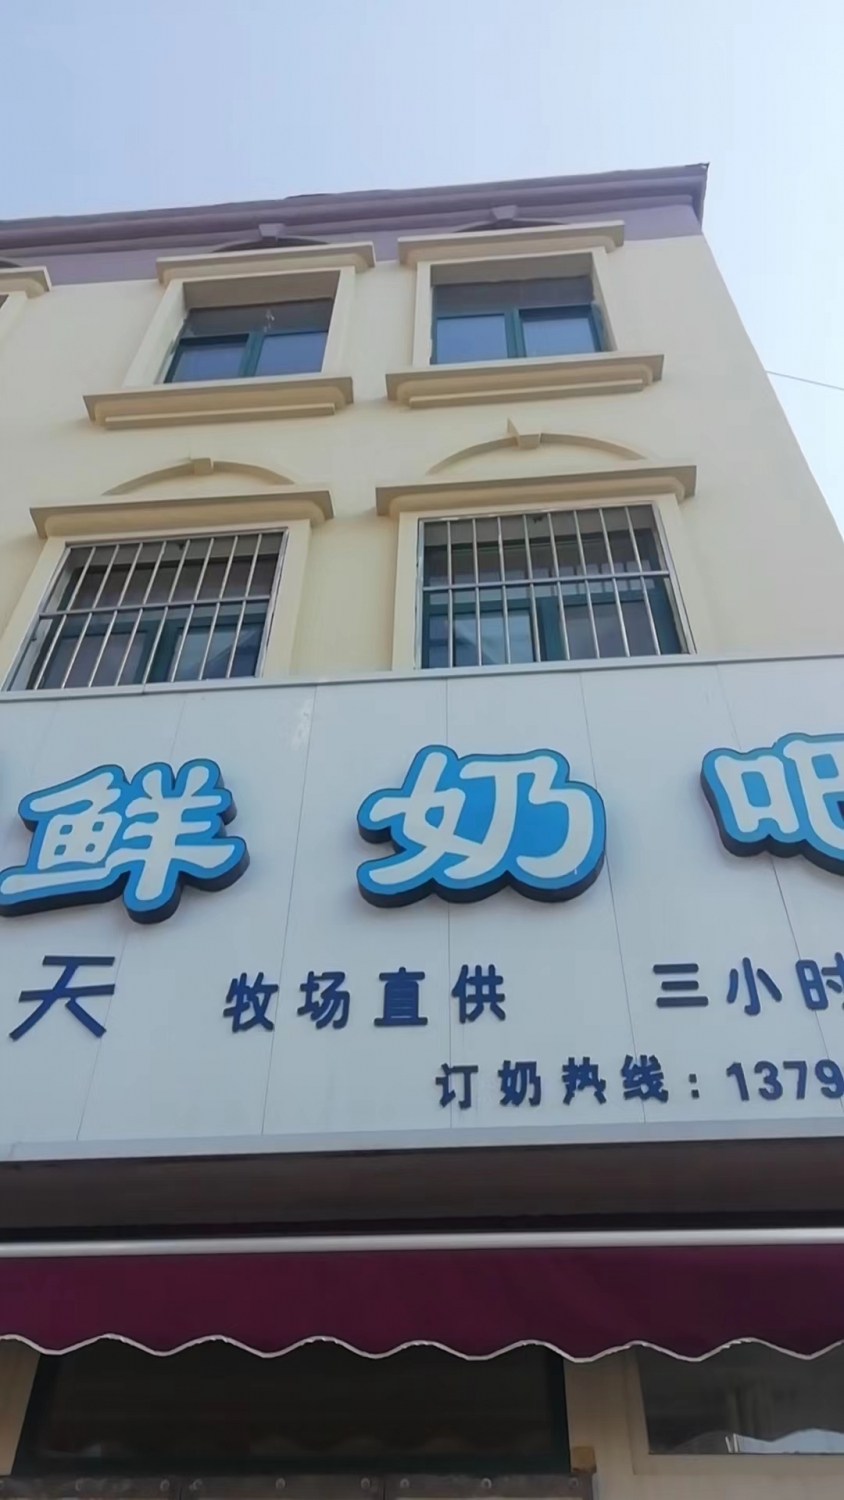 鲜奶吧
天 牧场直供 三小时
订奶热线：1379